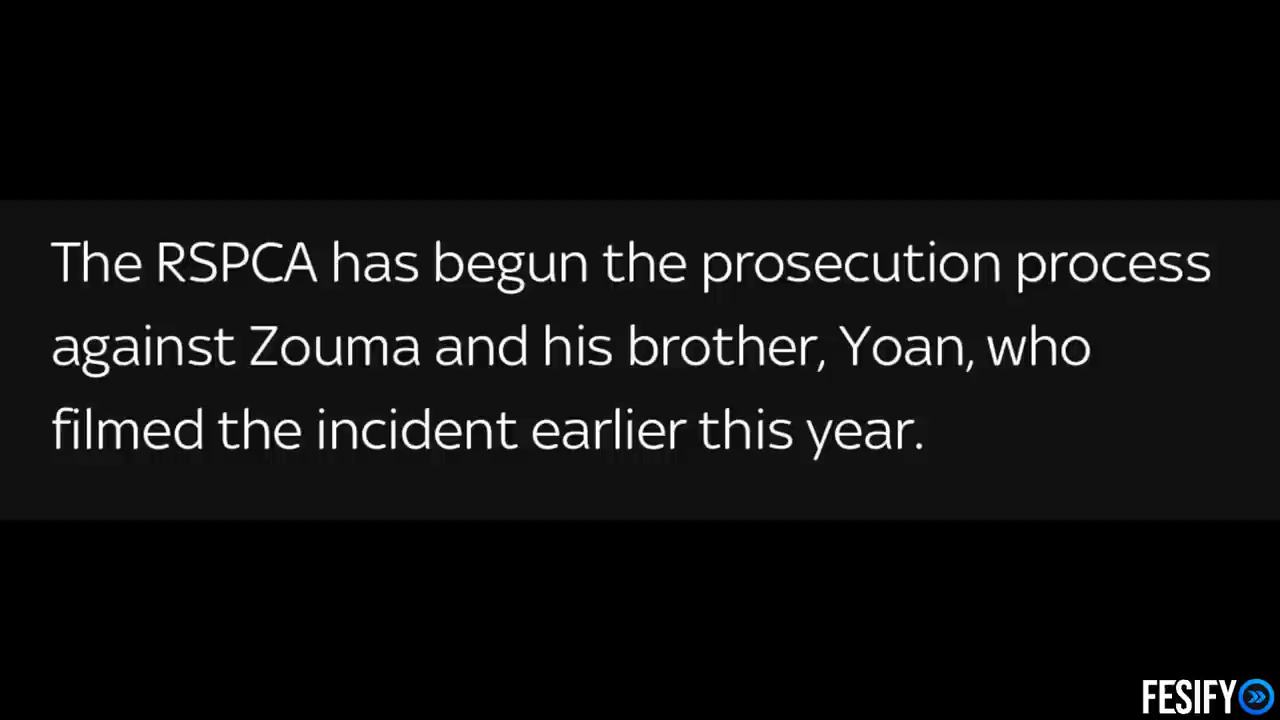 The RSPCA has begun the prosecution process
against Zouma and his brother, Yoan, who
filmed the incident earlier this year.
FESIFY